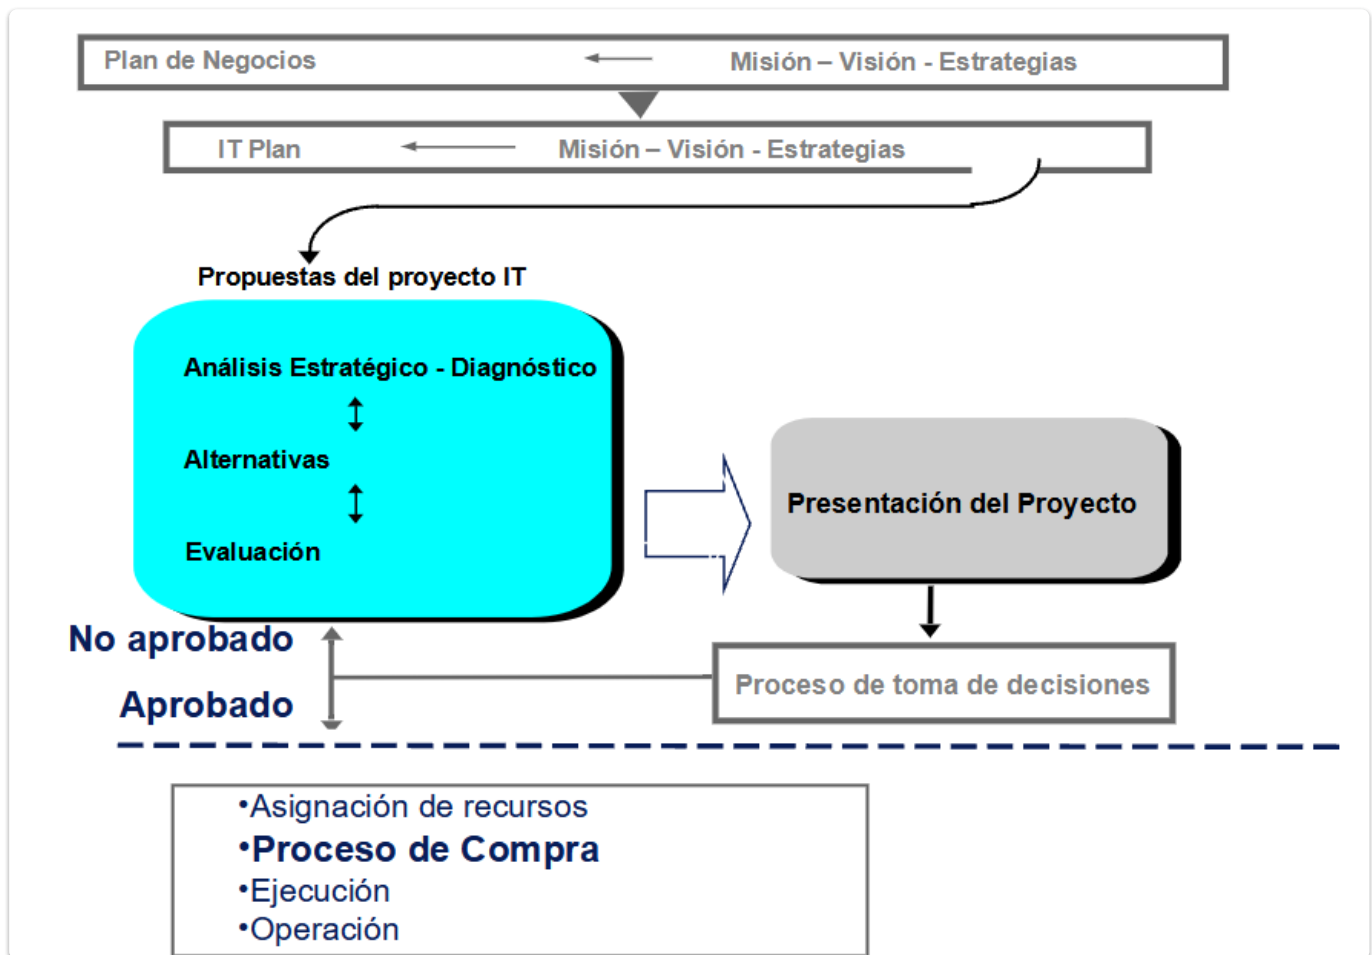 Plan de Negocios
Misión – Visión - Estrategias
IT Plan
Misión – Visión - Estrategias
Propuestas del proyecto IT
Análisis Estratégico - Diagnóstico
Alternativas
Evaluación
Presentación del Proyecto
No aprobado
Proceso de toma de decisiones
Aprobado
•Asignación de recursos
•Proceso de Compra
•Ejecución
•Operación